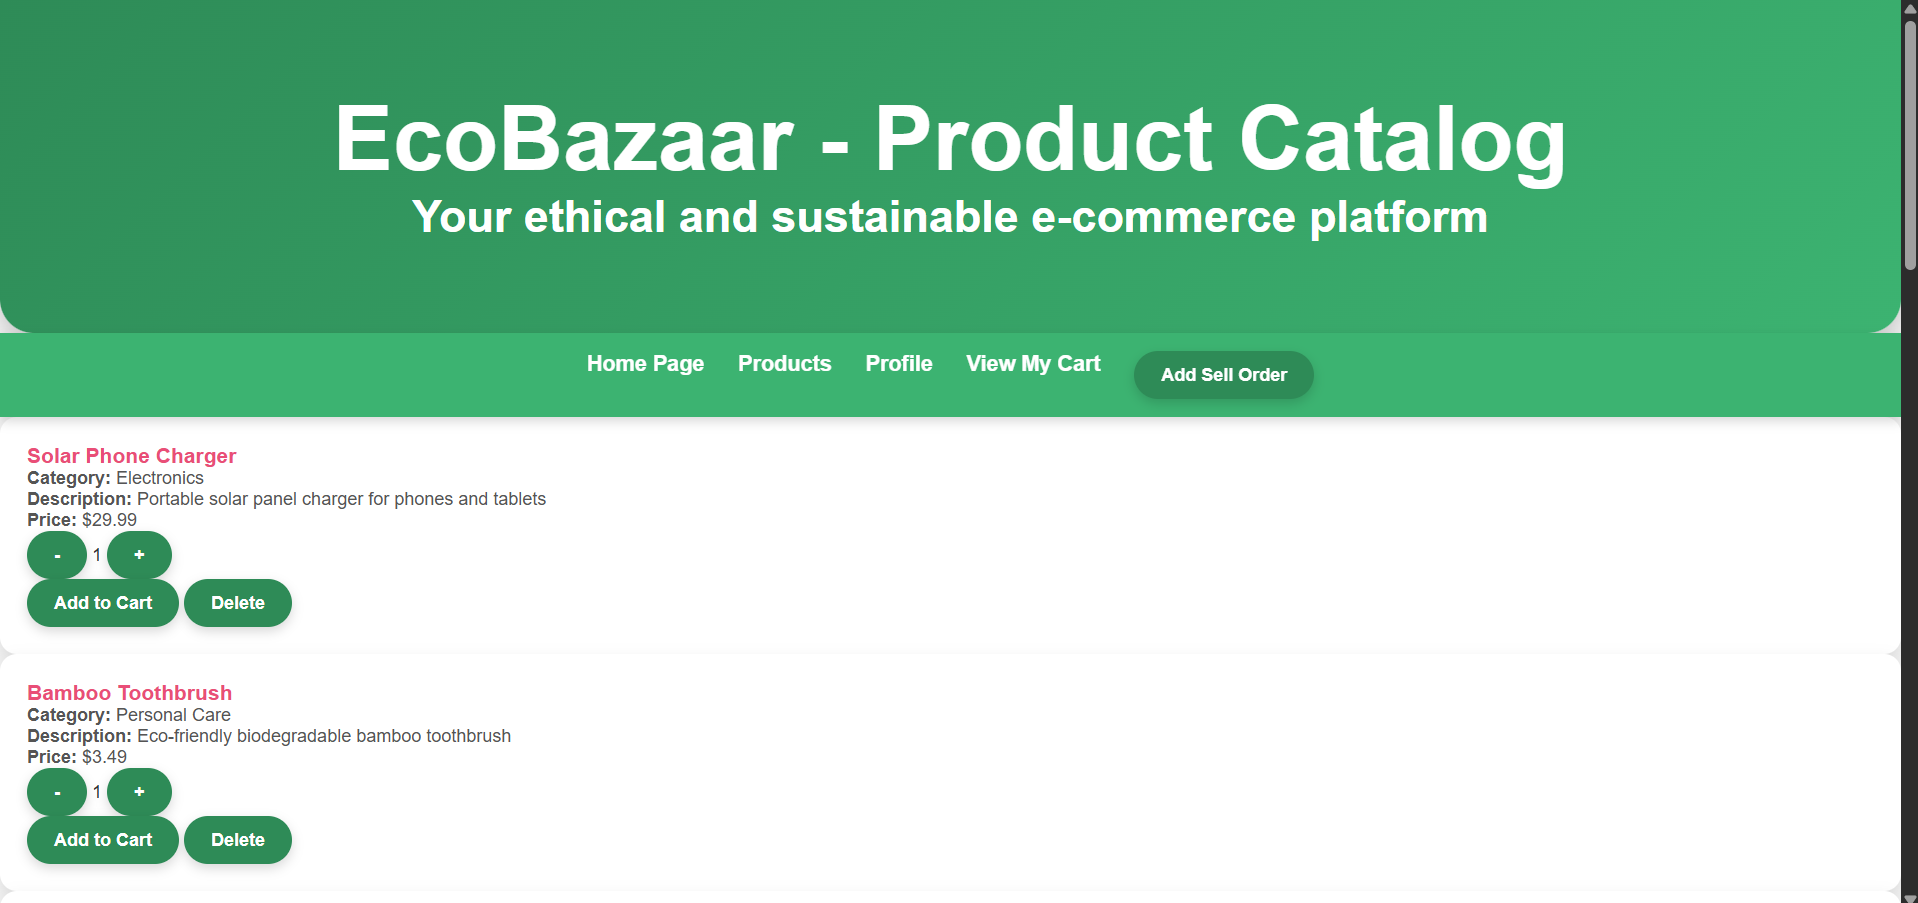 EcoBazaar - Product Catalog
Your ethical and sustainable e-commerce platform
Home Page Products Profile View My Cart Add Sell Order
Solar Phone Charger
Category: Electronics
Description: Portable solar panel charger for phones and tablets
Price: $29.99
- 1 +
Add to Cart Delete
Bamboo Toothbrush
Category: Personal Care
Description: Eco-friendly biodegradable bamboo toothbrush
Price: $3.49
- 1 +
Add to Cart Delete